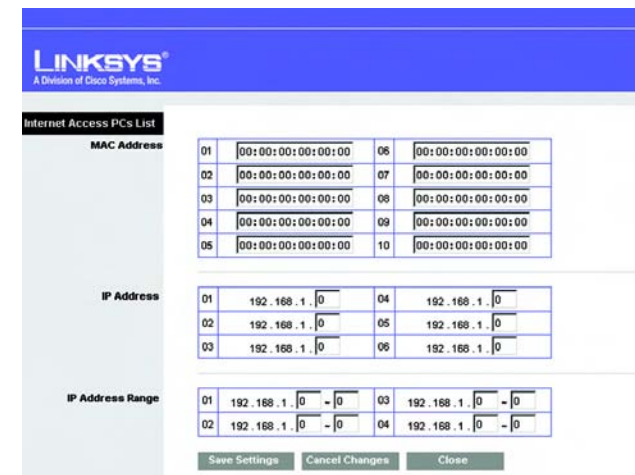 LINKSYS®
A Division of Cisco Systems, Inc.
Internet Access PCs List
MAC Address
01 00:00:00:00:00:00 06 00:00:00:00:00:00
02 00:00:00:00:00:00 07 00:00:00:00:00:00
03 00:00:00:00:00:00 08 00:00:00:00:00:00
04 00:00:00:00:00:00 09 00:00:00:00:00:00
05 00:00:00:00:00:00 10 00:00:00:00:00:00
IP Address
01 192.168.1.0 04 192.168.1.0
02 192.168.1.0 05 192.168.1.0
03 192.168.1.0 06 192.168.1.0
IP Address Range
01 192.168.1.0 ~0 03 192.168.1.0 ~0
02 192.168.1.0 ~0 04 192.168.1.0 ~0
Save Settings Cancel Changes Close